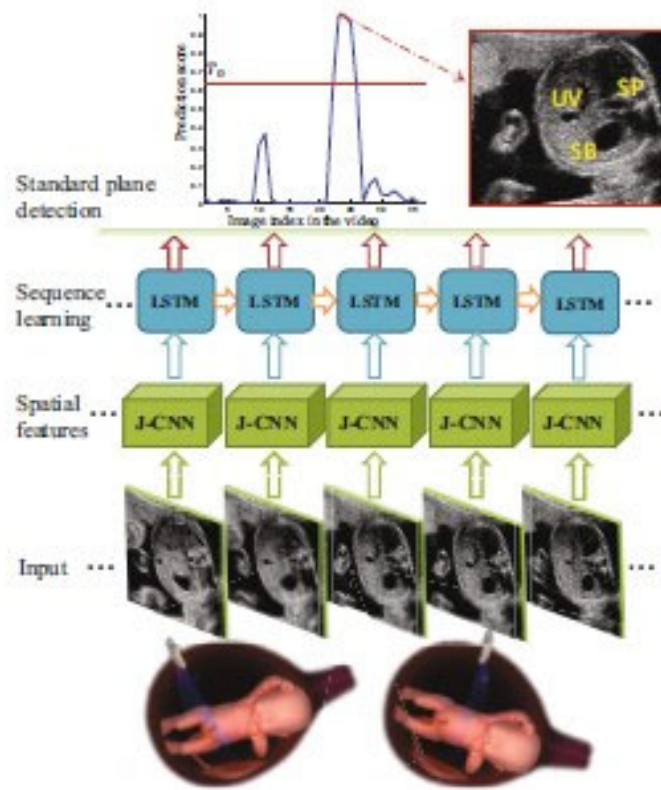 Prediction score
T0
UV
SP
SB
Image index in the video
Standard plane
detection
Sequence
learning
... LSTM LSTM LSTM LSTM LSTM ...
Spatial
features
... J-CNN J-CNN J-CNN J-CNN J-CNN ...
Input ... ...